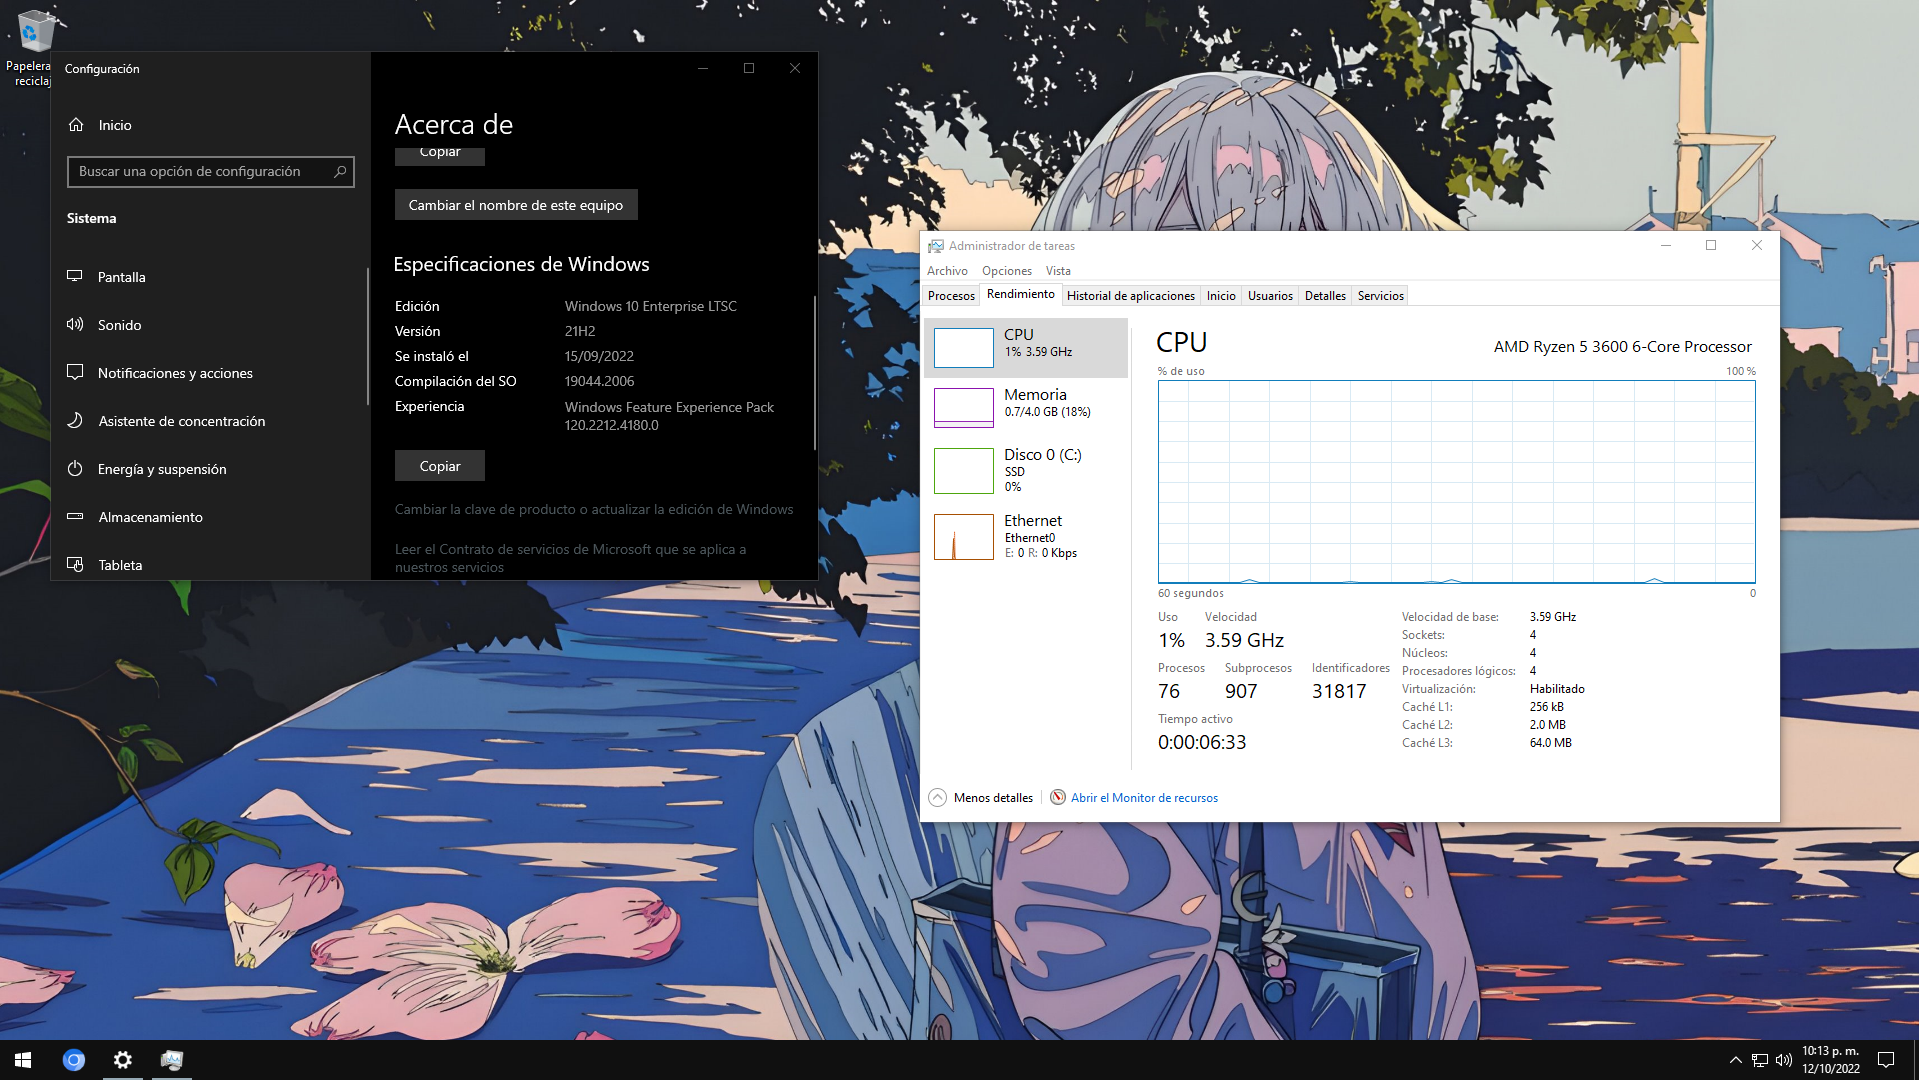 Papelera
reciclaj
Configuración
Inicio
Buscar una opción de configuración
Sistema
Pantalla
Sonido
Notificaciones y acciones
Asistente de concentración
Energía y suspensión
Almacenamiento
Tableta
Acerca de
Copiar
Cambiar el nombre de este equipo
Especificaciones de Windows
Edición Windows 10 Enterprise LTSC
Versión 21H2
Se instaló el 15/09/2022
Compilación del SO 19044.2006
Experiencia Windows Feature Experience Pack
120.2212.4180.0
Copiar
Cambiar la clave de producto o actualizar la edición de Windows
Leer el Contrato de servicios de Microsoft que se aplica a
nuestros servicios
Administrador de tareas
Archivo Opciones Vista
Procesos Rendimiento Historial de aplicaciones Inicio Usuarios Detalles Servicios
CPU
1% 3.59 GHz
Memoria
0.7/4.0 GB (18%)
Disco 0 (C:)
SSD
0%
Ethernet
Ethernet0
E: 0 R: 0 Kbps
CPU AMD Ryzen 5 3600 6-Core Processor
% de uso 100 %
60 segundos 0
Uso Velocidad
1% 3.59 GHz
Procesos Subprocesos Identificadores
76 907 31817
Tiempo activo
0:00:06:33
Velocidad de base: 3.59 GHz
Sockets: 4
Núcleos: 4
Procesadores lógicos: 4
Virtualización: Habilitado
Caché L1: 256 kB
Caché L2: 2.0 MB
Caché L3: 64.0 MB
Menos detalles Abrir el Monitor de recursos
10:13 p. m.
12/10/2022